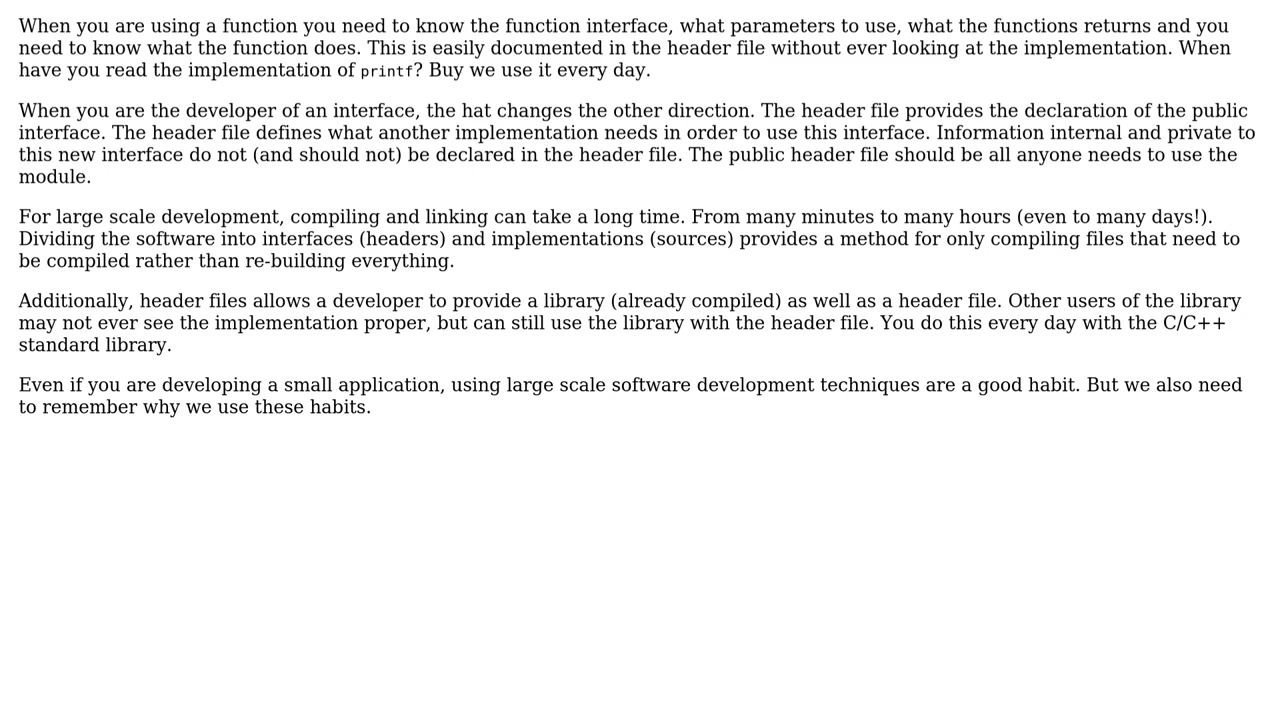 When you are using a function you need to know the function interface, what parameters to use, what the functions returns and you
need to know what the function does. This is easily documented in the header file without ever looking at the implementation. When
have you read the implementation of printf? Buy we use it every day.
When you are the developer of an interface, the hat changes the other direction. The header file provides the declaration of the public
interface. The header file defines what another implementation needs in order to use this interface. Information internal and private to
this new interface do not (and should not) be declared in the header file. The public header file should be all anyone needs to use the
module.
For large scale development, compiling and linking can take a long time. From many minutes to many hours (even to many days!).
Dividing the software into interfaces (headers) and implementations (sources) provides a method for only compiling files that need to
be compiled rather than re-building everything.
Additionally, header files allows a developer to provide a library (already compiled) as well as a header file. Other users of the library
may not ever see the implementation proper, but can still use the library with the header file. You do this every day with the C/C++
standard library.
Even if you are developing a small application, using large scale software development techniques are a good habit. But we also need
to remember why we use these habits.